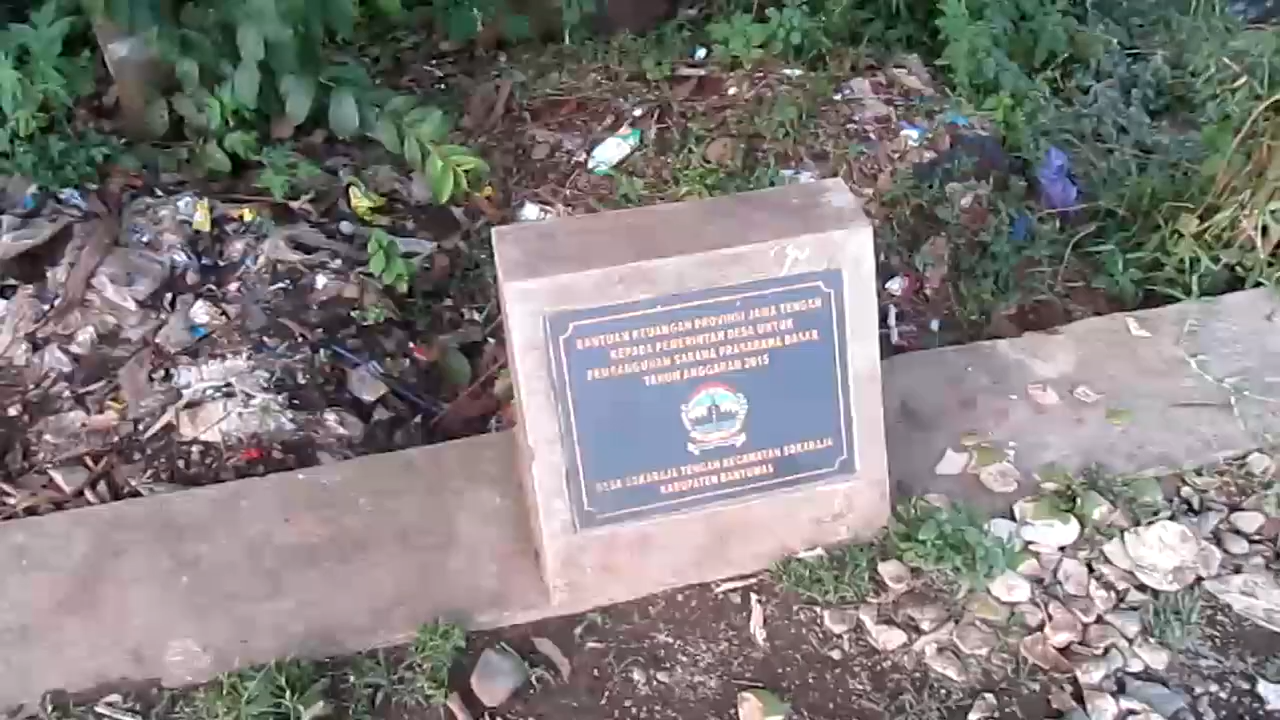 BANTUAN KEUANGAN PROVINSI JAWA TENGAH
KEPADA PEMERINTAH DESA UNTUK
PEMBANGUNAN SARANA PRASARANA DASAR
TAHUN ANGGARAN 2015
DESA SOKARAJA TENGAH KECAMATAN SOKARAJA
KABUPATEN BANYUMAS